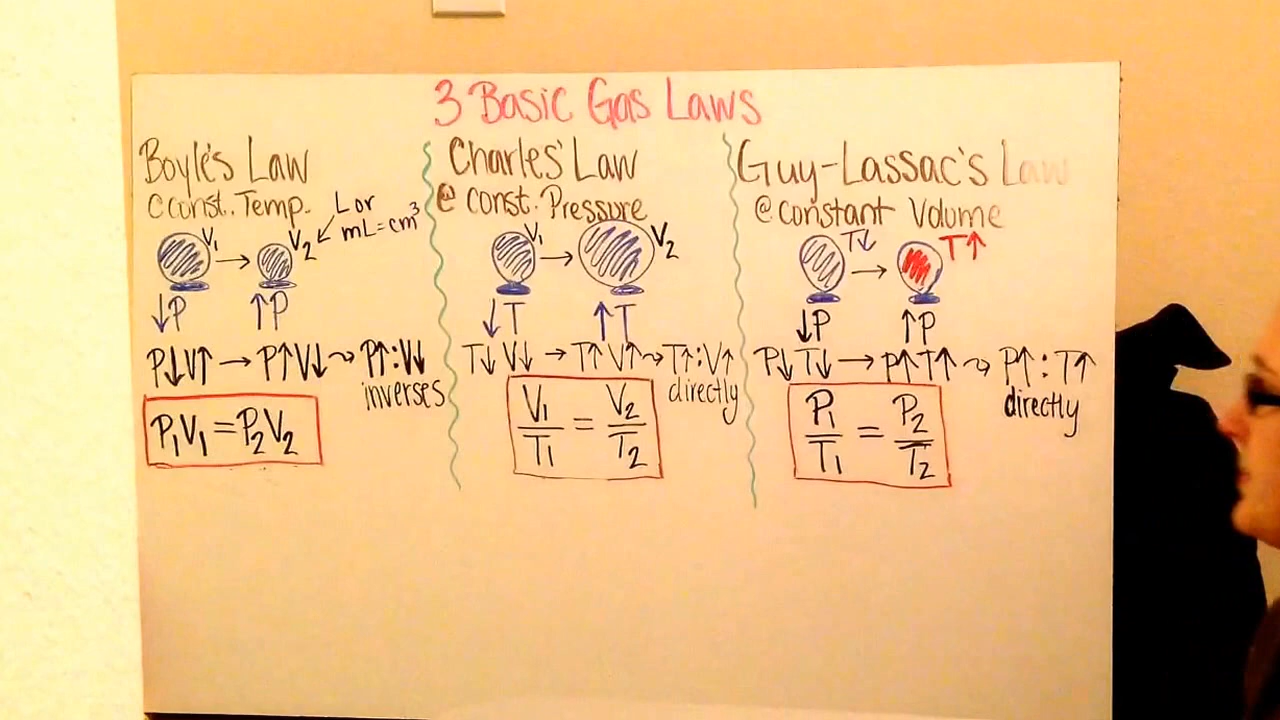 3 Basic Gas Laws
Boyle's Law
@ const. Temp.
L or
mL = cm³
V₁ → V₂
↓P ↑P
P↓V↑ → P↑V↓ ⤳ P↑:V↓
inverses
P₁V₁ = P₂V₂
Charles' Law
@ const. Pressure
V₁ → V₂
↓T ↑T
T↓ V↓ → T↑ V↑ ⤳ T↑:V↑
directly
V₁/T₁ = V₂/T₂
Guy-Lassac's Law
@ constant Volume
T↓ → T↑
↓P ↑P
P↓ T↓ → P↑T↑ ⤳ P↑:T↑
directly
P₁/T₁ = P₂/T₂